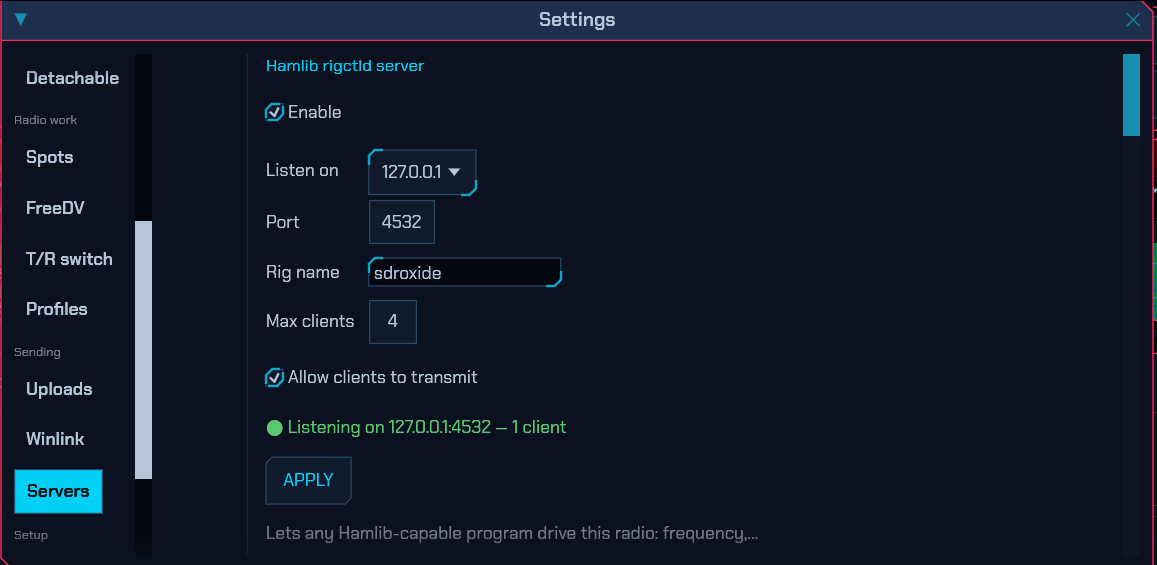 Settings
Detachable
Radio work
Spots
FreeDV
T/R switch
Profiles
Sending
Uploads
Winlink
Servers
Setup
Hamlib rigctld server
Enable
Listen on 127.0.0.1
Port 4532
Rig name sdroxide
Max clients 4
Allow clients to transmit
Listening on 127.0.0.1:4532 — 1 client
APPLY
Lets any Hamlib-capable program drive this radio: frequency,...